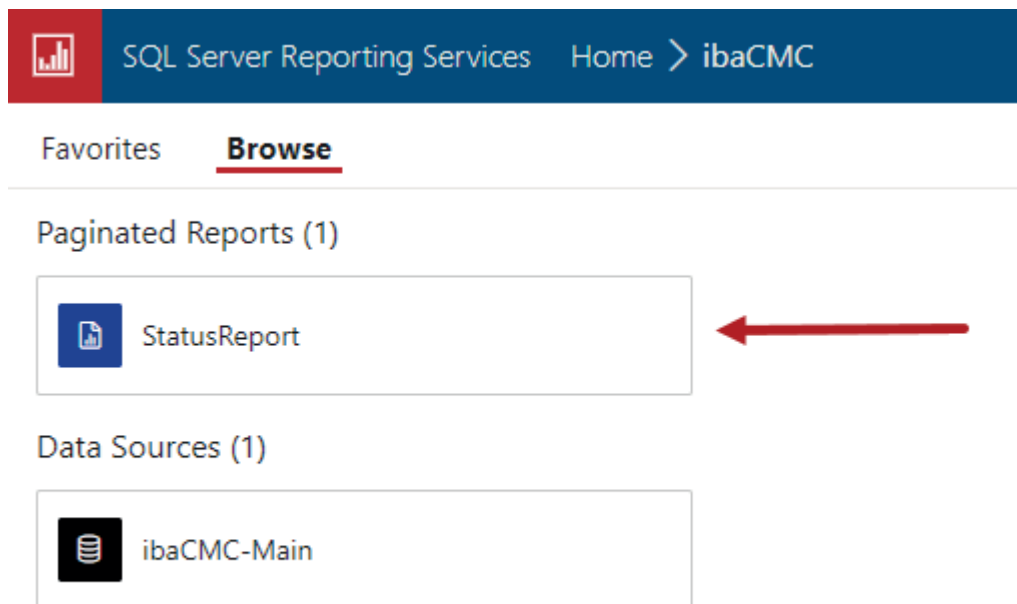 SQL Server Reporting Services Home > ibaCMC
Favorites Browse
Paginated Reports (1)
StatusReport
Data Sources (1)
ibaCMC-Main